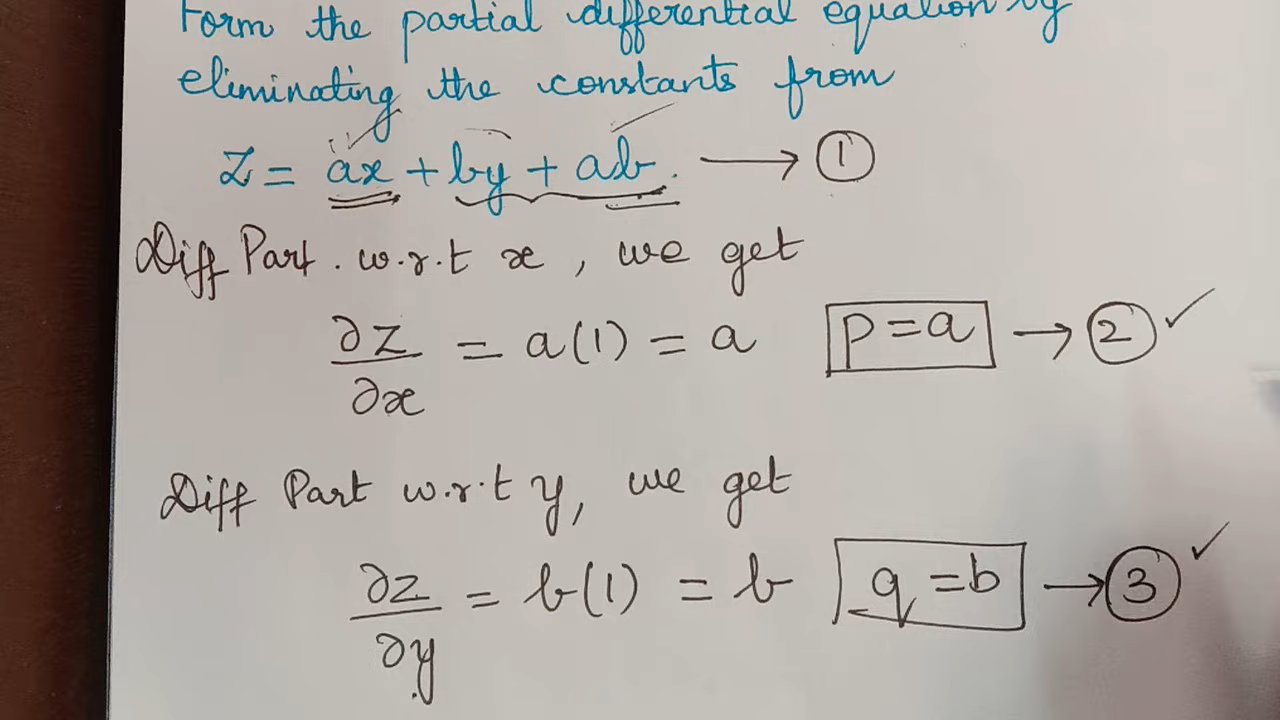 Form the partial differential equation by
eliminating the constants from
Z = ax + by + ab. → ①
Diff Part. w.r.t x, we get
∂z/∂x = a(1) = a p = a → ② ✓
Diff Part w.r.t y, we get
∂z/∂y = b(1) = b q = b → ③ ✓